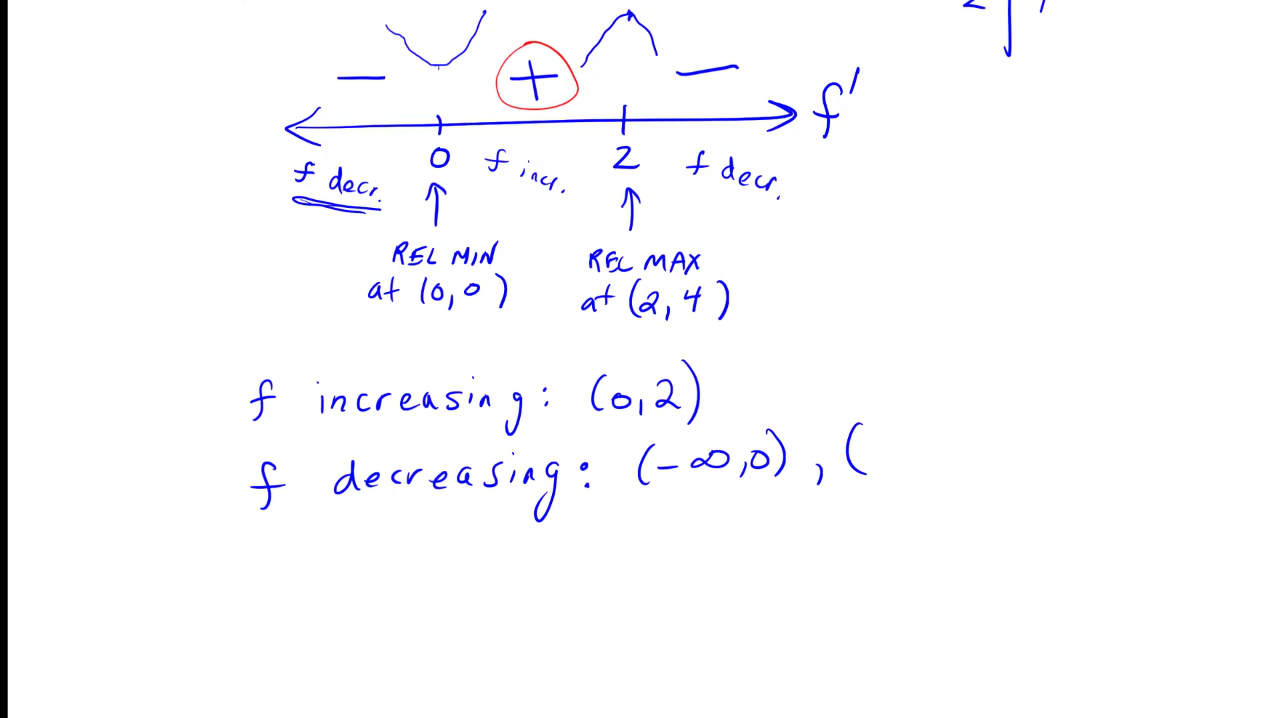 − + −
f'
0 f incr. 2 f decr.
f decr.
REL MIN REL MAX
at (0,0) at (2,4)
f increasing: (0,2)
f decreasing: (-∞,0), (